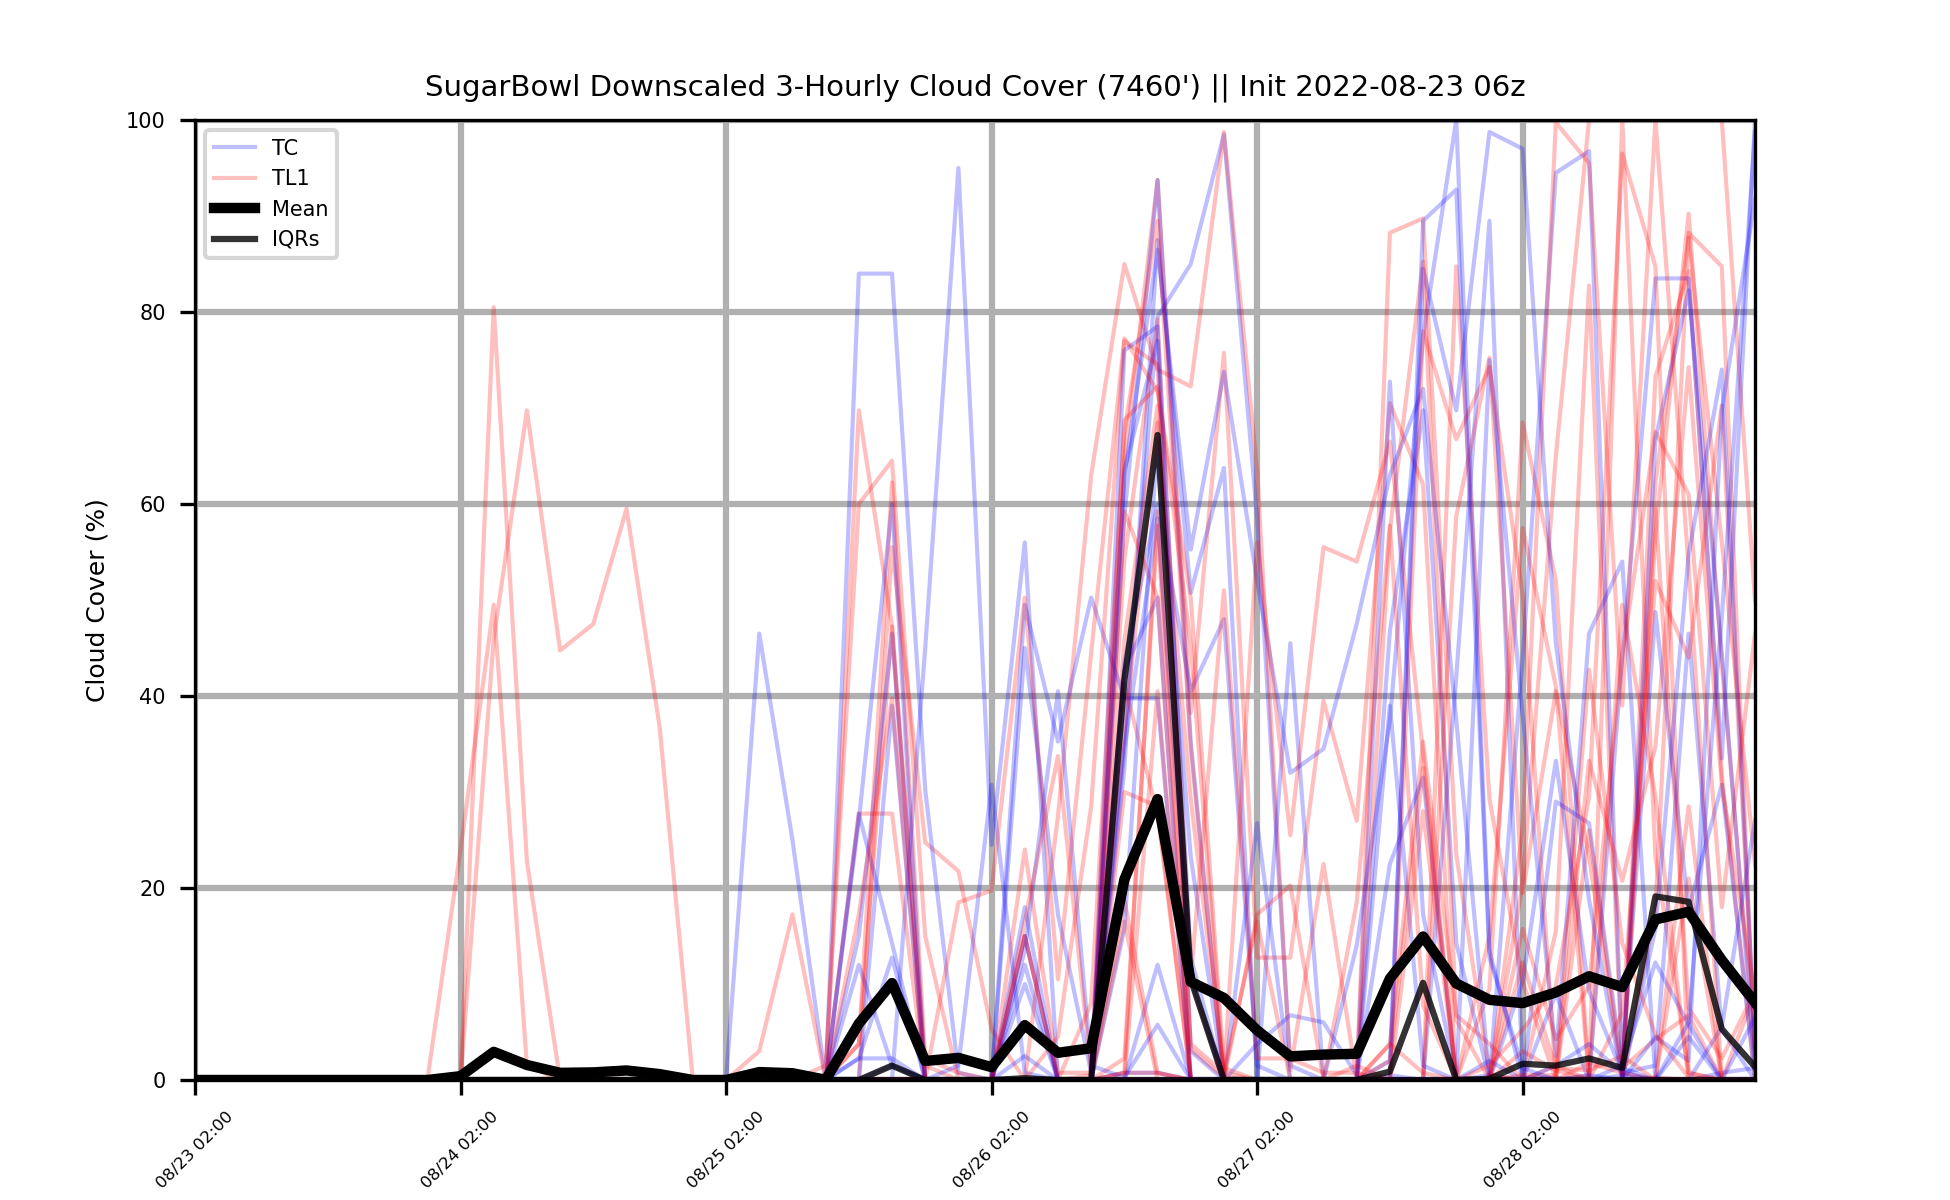 SugarBowl Downscaled 3-Hourly Cloud Cover (7460') || Init 2022-08-23 06z
TC
TL1
Mean
IQRs
Cloud Cover (%)
100
80
60
40
20
0
08/23 02:00
08/24 02:00
08/25 02:00
08/26 02:00
08/27 02:00
08/28 02:00